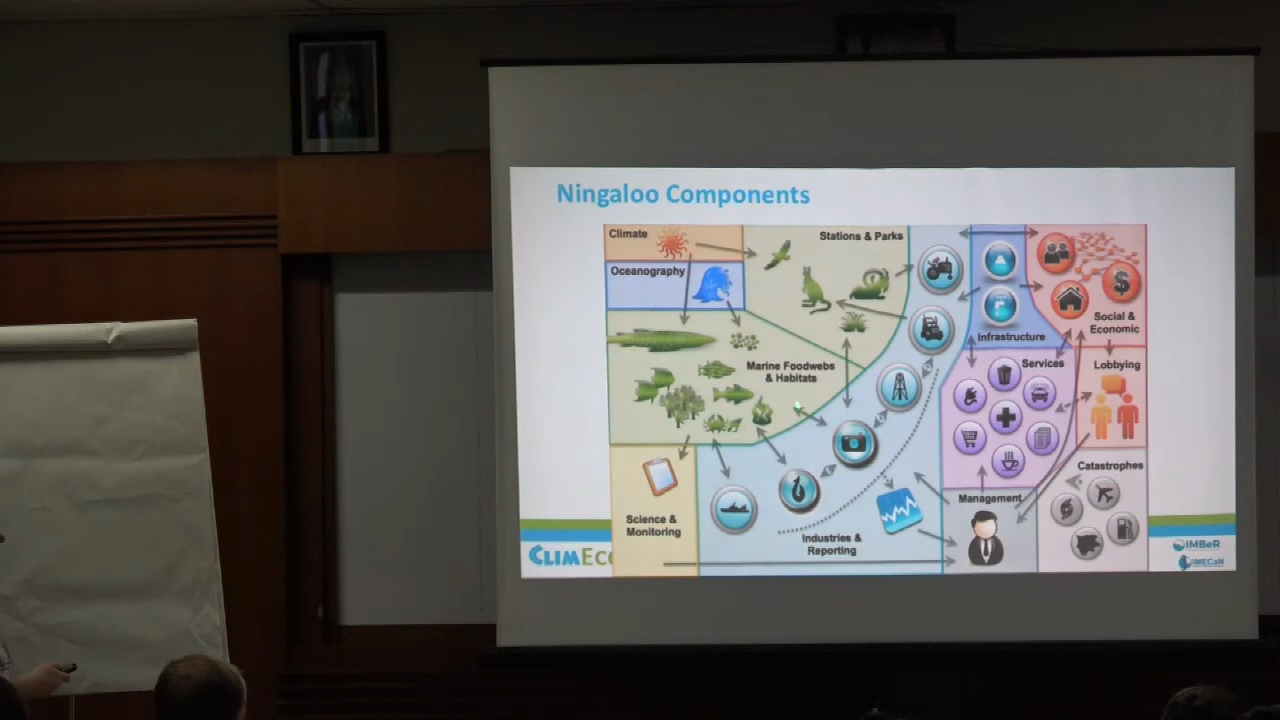 Ningaloo Components
Climate
Stations & Parks
Oceanography
Social &
Economic
Infrastructure
Marine Foodwebs
& Habitats
Services
Lobbying
Catastrophes
Management
Science &
Monitoring
Industries &
Reporting
CLIMEc
IMBeR
IMECaN